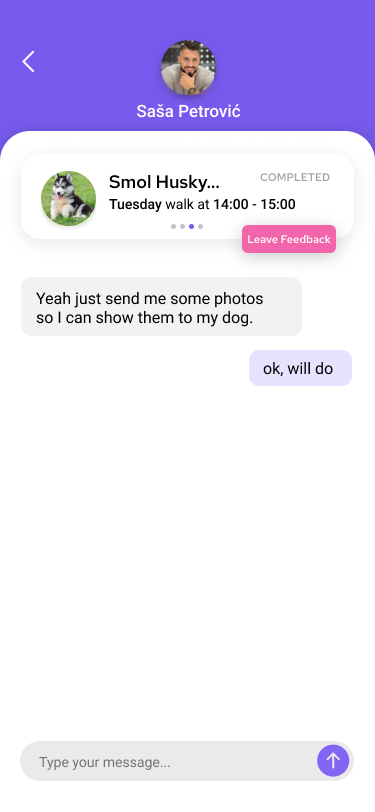 Saša Petrović
Smol Husky...
COMPLETED
Tuesday walk at 14:00 - 15:00
Leave Feedback
Yeah just send me some photos
so I can show them to my dog.
ok, will do
Type your message...